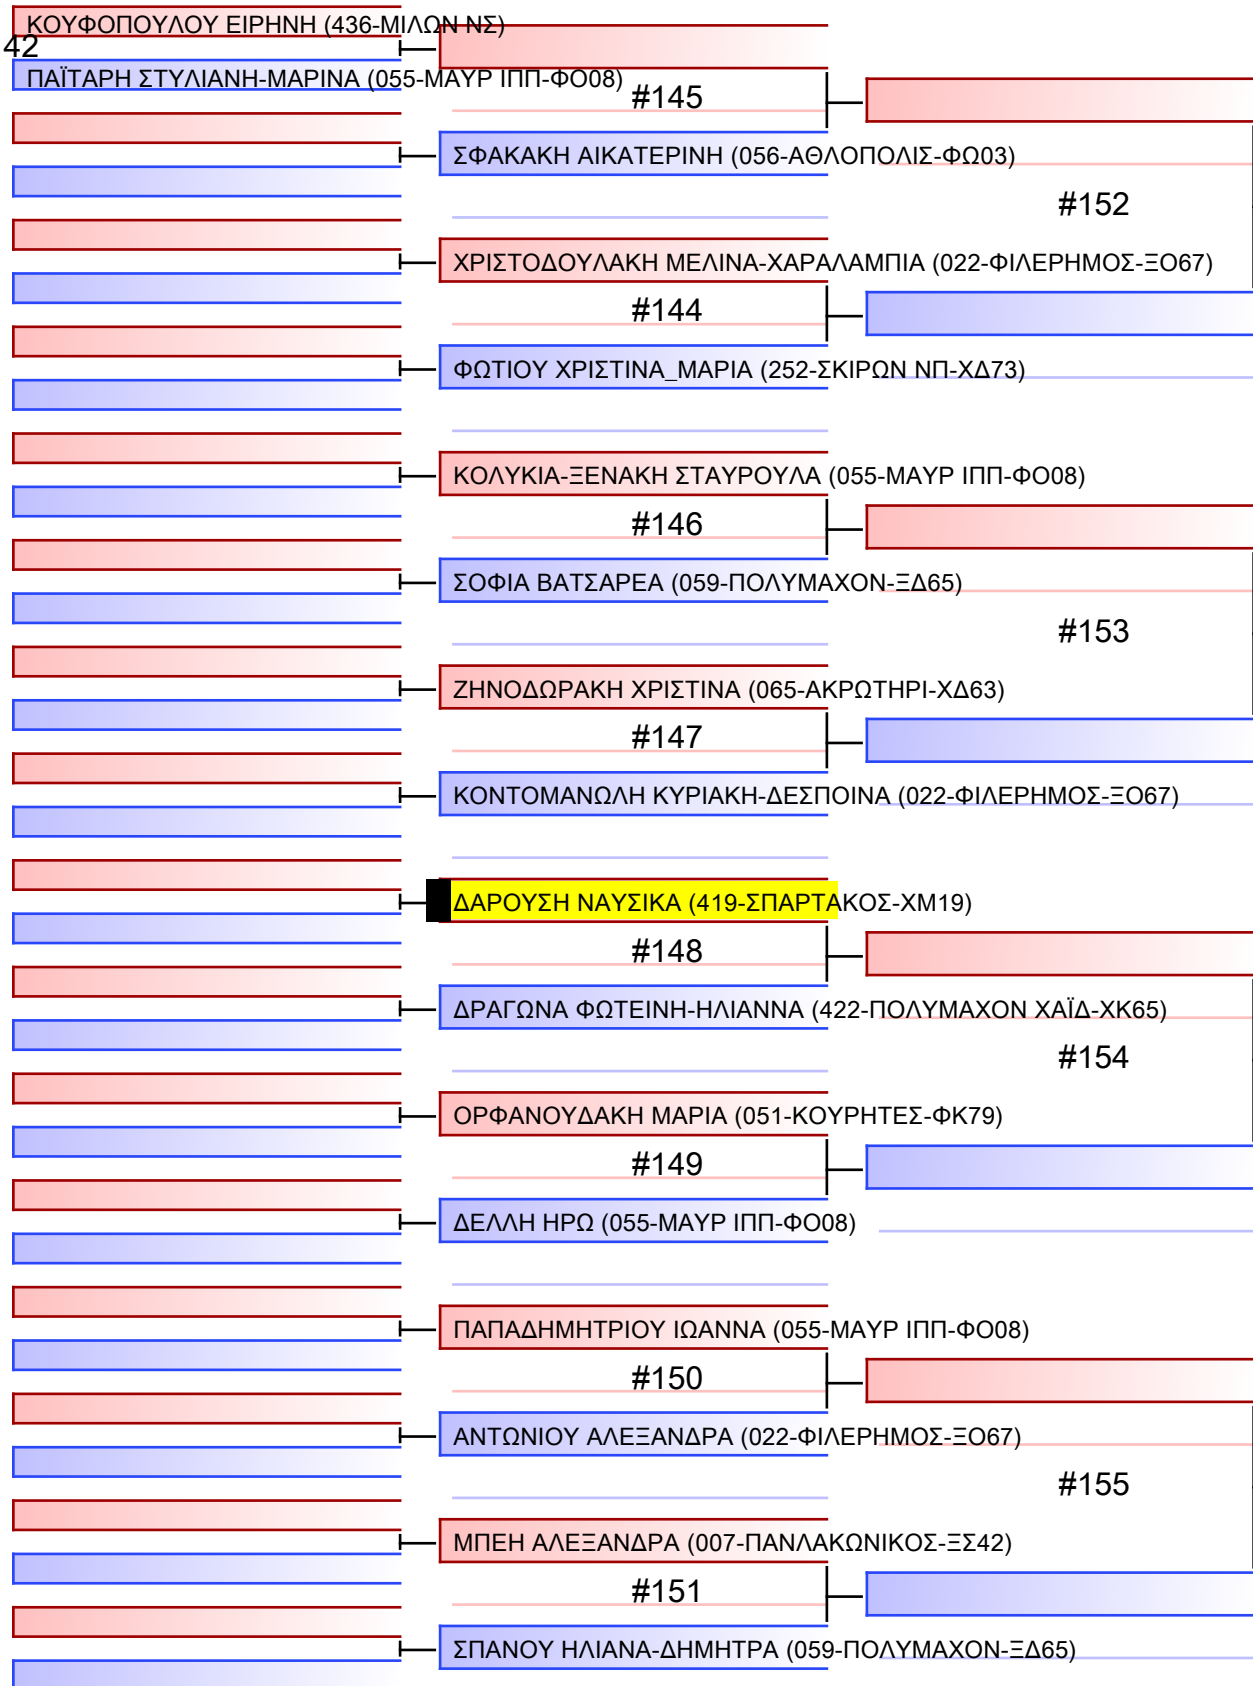 ΚΟΥΦΟΠΟΥΛΟΥ ΕΙΡΗΝΗ (436-ΜΙΛΩΝ ΝΣ)
42
ΠΑΪΤΑΡΗ ΣΤΥΛΙΑΝΗ-ΜΑΡΙΝΑ (055-ΜΑΥΡ ΙΠΠ-ΦΟ08)
#145
ΣΦΑΚΑΚΗ ΑΙΚΑΤΕΡΙΝΗ (056-ΑΘΛΟΠΟΛΙΣ-ΦΩ03)
#152
ΧΡΙΣΤΟΔΟΥΛΑΚΗ ΜΕΛΙΝΑ-ΧΑΡΑΛΑΜΠΙΑ (022-ΦΙΛΕΡΗΜΟΣ-ΞΟ67)
#144
ΦΩΤΙΟΥ ΧΡΙΣΤΙΝΑ_ΜΑΡΙΑ (252-ΣΚΙΡΩΝ ΝΠ-ΧΔ73)
ΚΟΛΥΚΙΑ-ΞΕΝΑΚΗ ΣΤΑΥΡΟΥΛΑ (055-ΜΑΥΡ ΙΠΠ-ΦΟ08)
#146
ΣΟΦΙΑ ΒΑΤΣΑΡΕΑ (059-ΠΟΛΥΜΑΧΟΝ-ΞΔ65)
#153
ΖΗΝΟΔΩΡΑΚΗ ΧΡΙΣΤΙΝΑ (065-ΑΚΡΩΤΗΡΙ-ΧΔ63)
#147
ΚΟΝΤΟΜΑΝΩΛΗ ΚΥΡΙΑΚΗ-ΔΕΣΠΟΙΝΑ (022-ΦΙΛΕΡΗΜΟΣ-ΞΟ67)
ΔΑΡΟΥΣΗ ΝΑΥΣΙΚΑ (419-ΣΠΑΡΤΑΚΟΣ-ΧΜ19)
#148
ΔΡΑΓΩΝΑ ΦΩΤΕΙΝΗ-ΗΛΙΑΝΝΑ (422-ΠΟΛΥΜΑΧΟΝ ΧΑΪΔ-ΧΚ65)
#154
ΟΡΦΑΝΟΥΔΑΚΗ ΜΑΡΙΑ (051-ΚΟΥΡΗΤΕΣ-ΦΚ79)
#149
ΔΕΛΛΗ ΗΡΩ (055-ΜΑΥΡ ΙΠΠ-ΦΟ08)
ΠΑΠΑΔΗΜΗΤΡΙΟΥ ΙΩΑΝΝΑ (055-ΜΑΥΡ ΙΠΠ-ΦΟ08)
#150
ΑΝΤΩΝΙΟΥ ΑΛΕΞΑΝΔΡΑ (022-ΦΙΛΕΡΗΜΟΣ-ΞΟ67)
#155
ΜΠΕΗ ΑΛΕΞΑΝΔΡΑ (007-ΠΑΝΛΑΚΩΝΙΚΟΣ-ΞΣ42)
#151
ΣΠΑΝΟΥ ΗΛΙΑΝΑ-ΔΗΜΗΤΡΑ (059-ΠΟΛΥΜΑΧΟΝ-ΞΔ65)